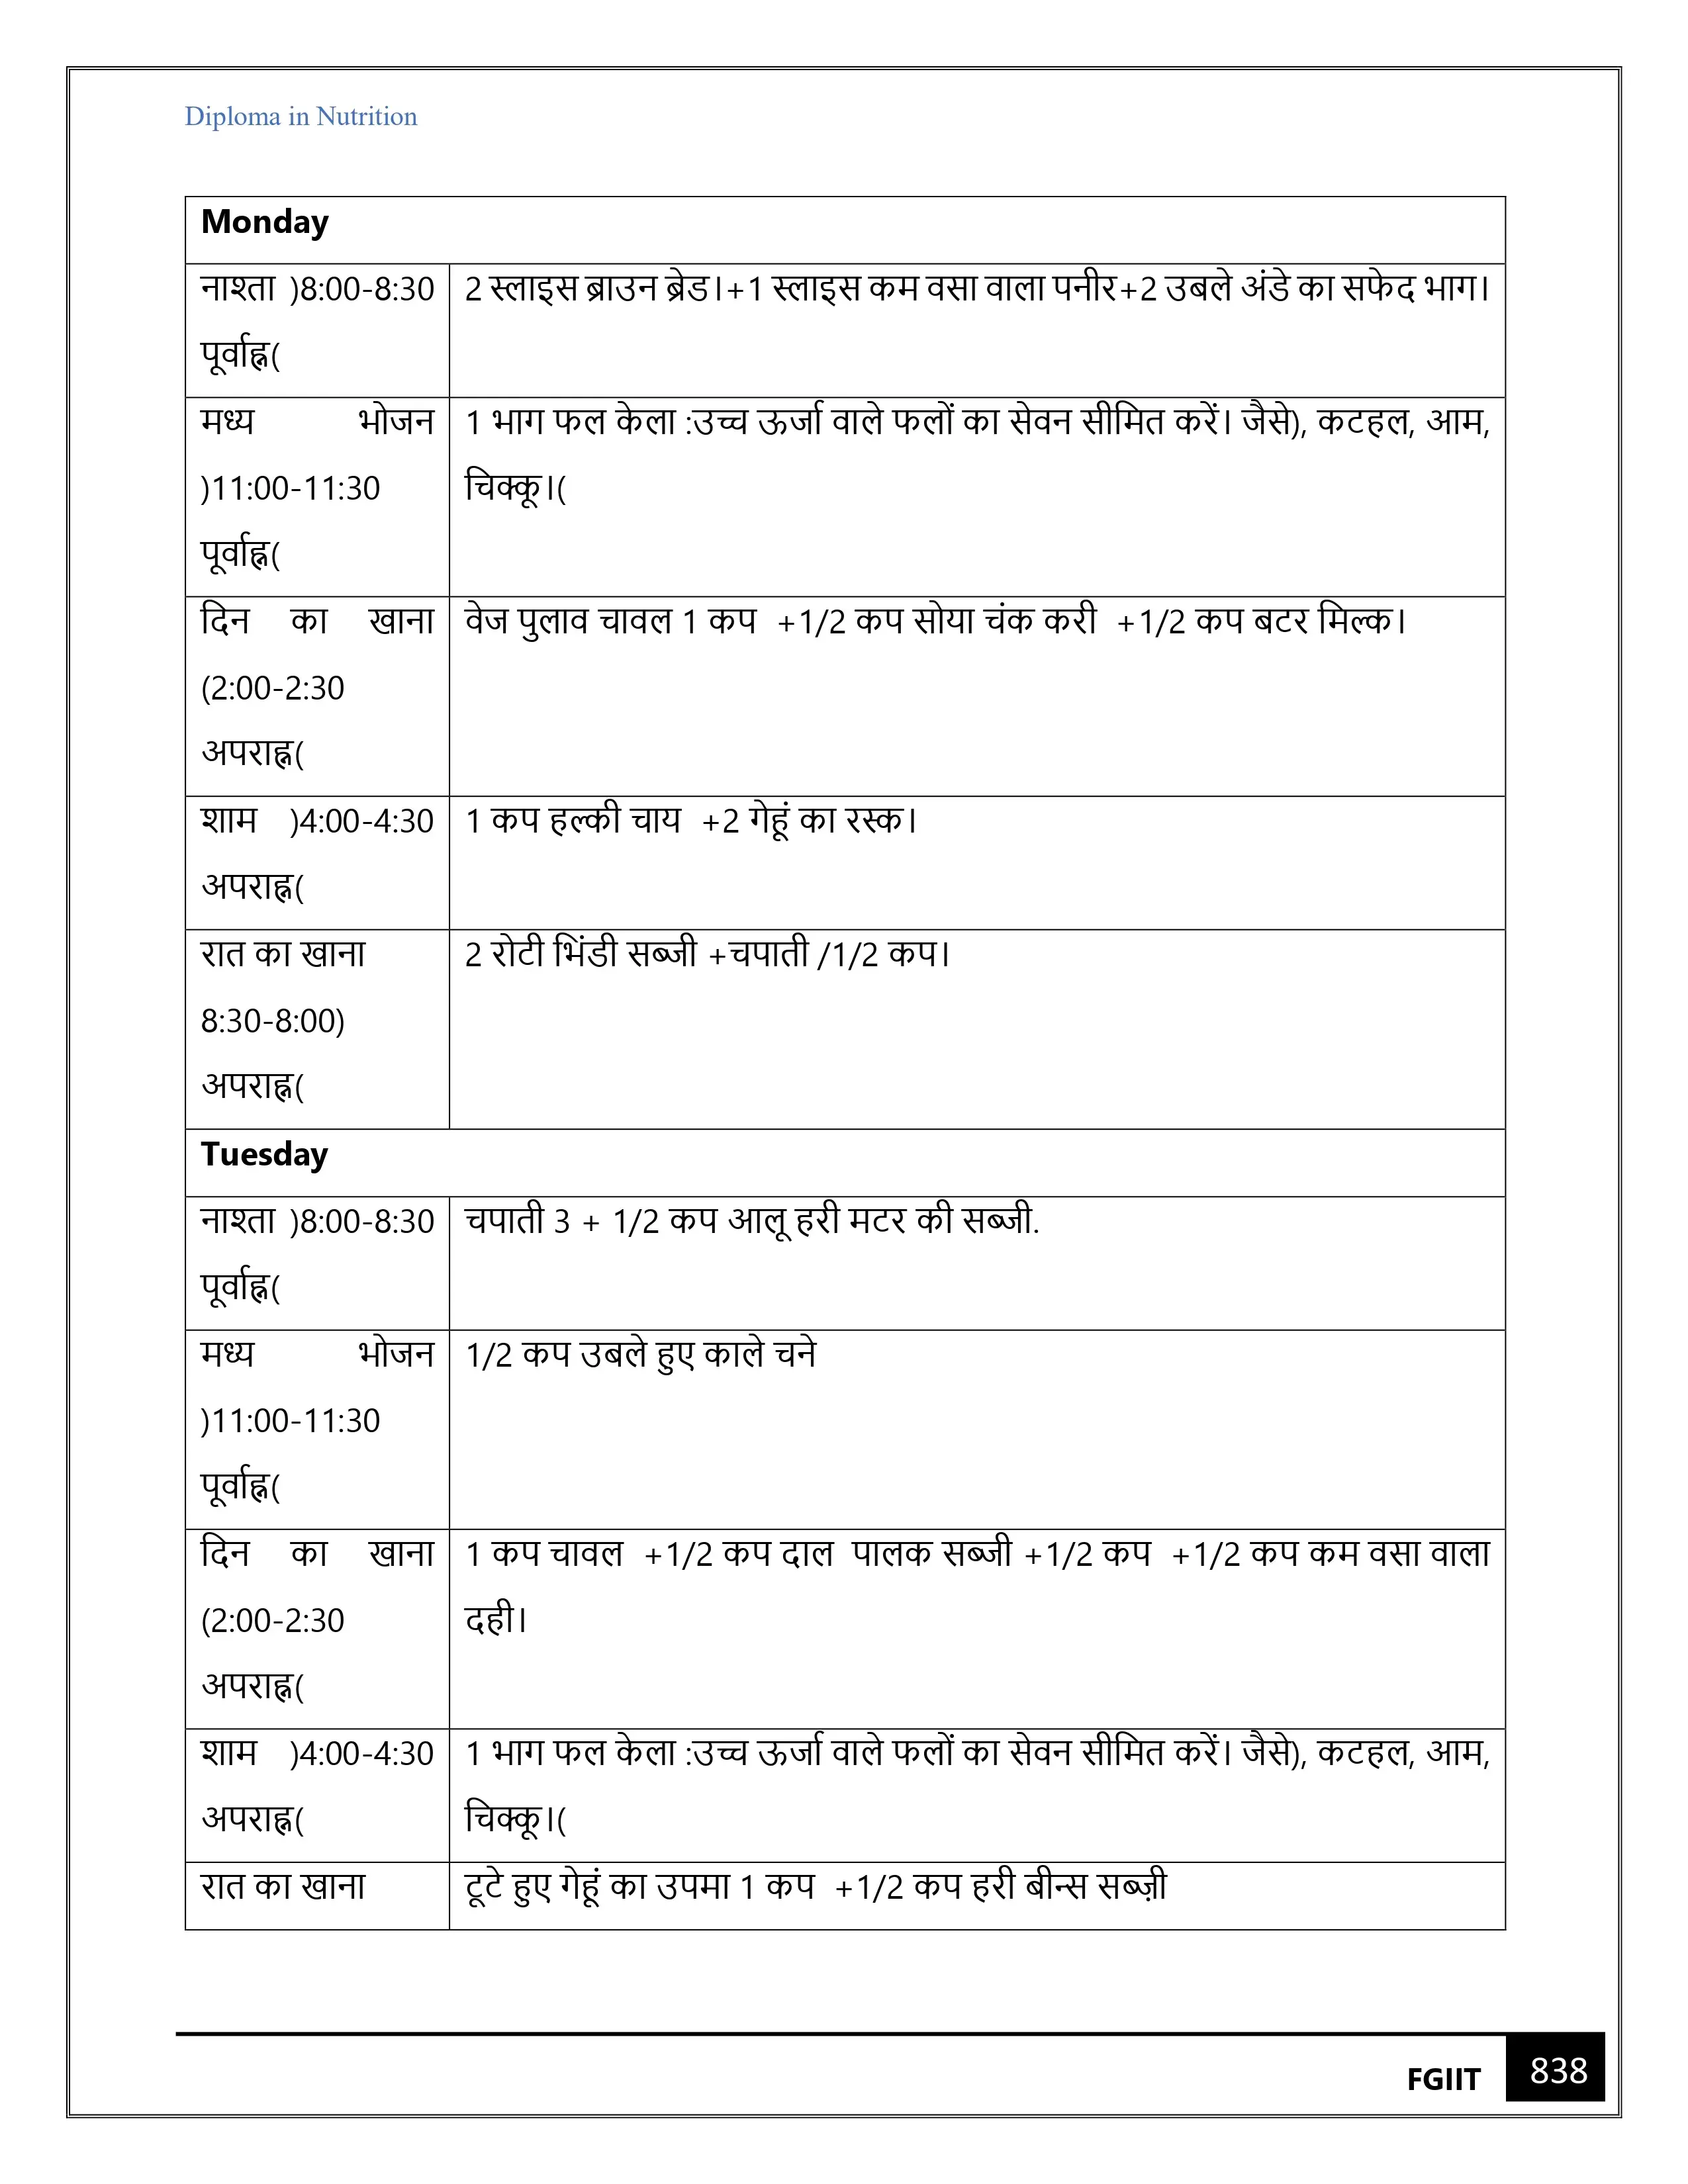 Diploma in Nutrition
Monday
नाश्ता )8:00-8:30 2 स्लाइस ब्राउन ब्रेड।+1 स्लाइस कम वसा वाला पनीर+2 उबले अंडे का सफेद भाग।
पूर्वाह्न(
मध्य भोजन 1 भाग फल केला :उच्च ऊर्जा वाले फलों का सेवन सीमित करें। जैसे), कटहल, आम,
)11:00-11:30 चिक्कू।(
पूर्वाह्न(
दिन का खाना वेज पुलाव चावल 1 कप +1/2 कप सोया चंक करी +1/2 कप बटर मिल्क।
(2:00-2:30
अपराह्न(
शाम )4:00-4:30 1 कप हल्की चाय +2 गेहूं का रस्क।
अपराह्न(
रात का खाना 2 रोटी भिंडी सब्जी +चपाती /1/2 कप।
8:30-8:00)
अपराह्न(
Tuesday
नाश्ता )8:00-8:30 चपाती 3 + 1/2 कप आलू हरी मटर की सब्जी.
पूर्वाह्न(
मध्य भोजन 1/2 कप उबले हुए काले चने
)11:00-11:30
पूर्वाह्न(
दिन का खाना 1 कप चावल +1/2 कप दाल पालक सब्जी +1/2 कप +1/2 कप कम वसा वाला
(2:00-2:30 दही।
अपराह्न(
शाम )4:00-4:30 1 भाग फल केला :उच्च ऊर्जा वाले फलों का सेवन सीमित करें। जैसे), कटहल, आम,
अपराह्न( चिक्कू।(
रात का खाना टूटे हुए गेहूं का उपमा 1 कप +1/2 कप हरी बीन्स सब्ज़ी
FGIIT 838